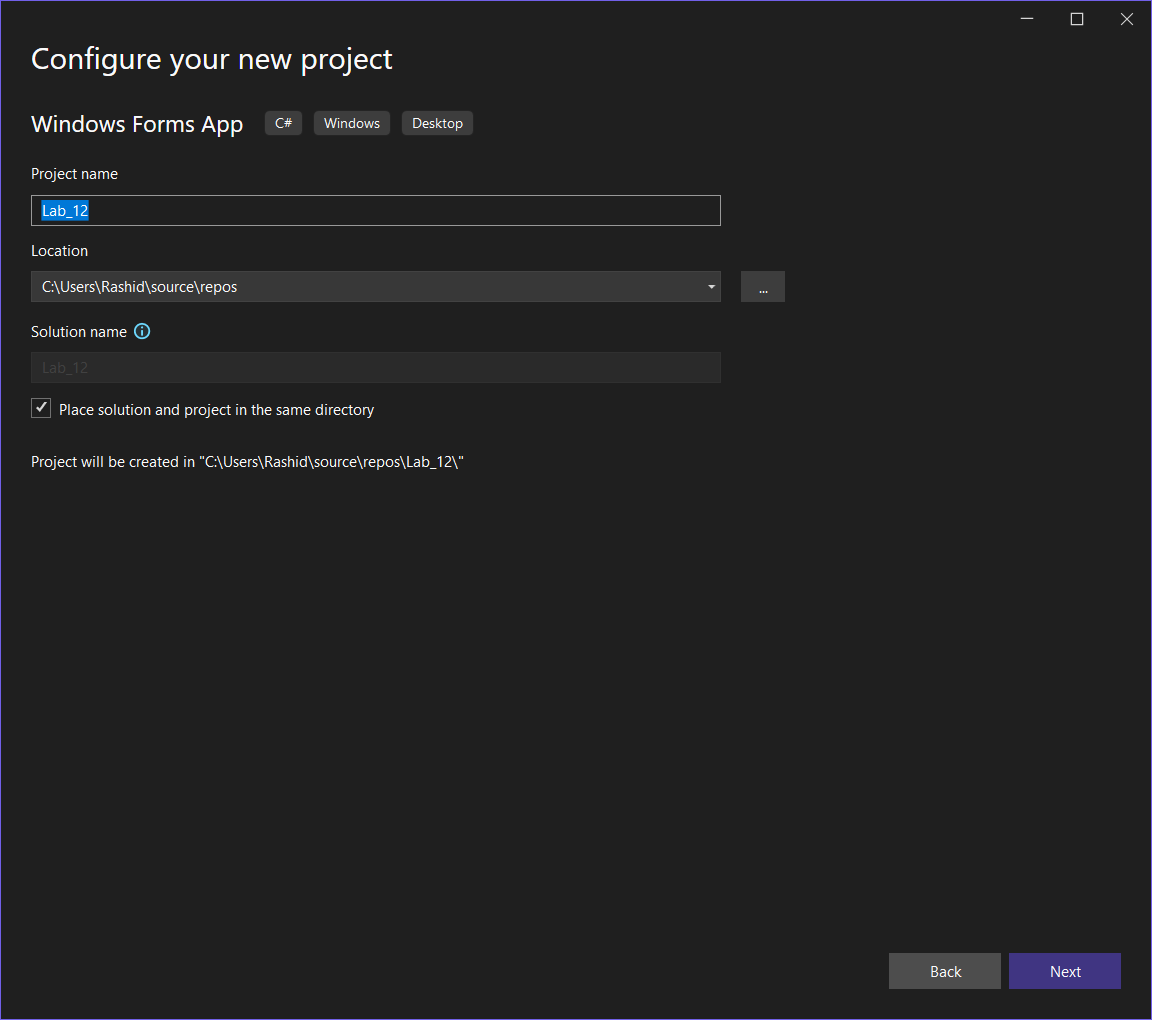 Configure your new project
Windows Forms App C# Windows Desktop
Project name
Lab_12
Location
C:\Users\Rashid\source\repos
...
Solution name
Lab_12
Place solution and project in the same directory
Project will be created in "C:\Users\Rashid\source\repos\Lab_12\"
Back Next